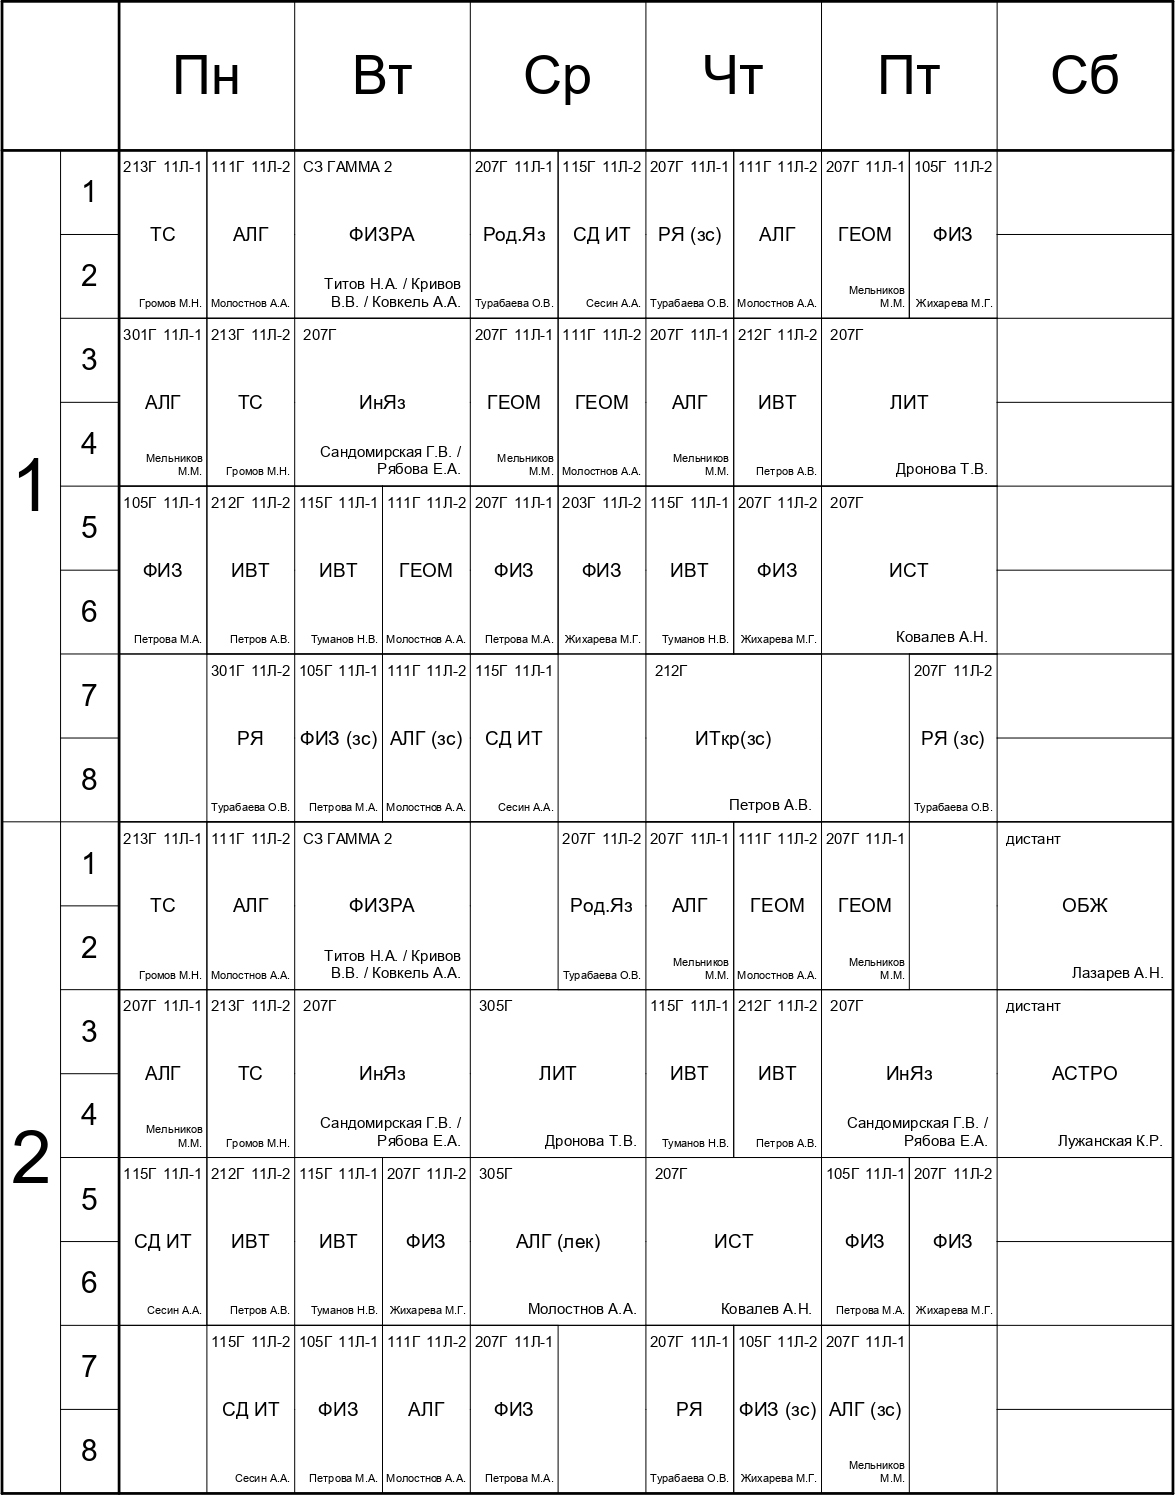 Пн Вт Ср Чт Пт Сб
1
1
2
213Г 11Л-1
ТС
Громов М.Н.
111Г 11Л-2
АЛГ
Молостнов А.А.
СЗ ГАММА 2
ФИЗРА
Титов Н.А. / Кривов
В.В. / Ковкель А.А.
207Г 11Л-1
Род.Яз
Турабаева О.В.
115Г 11Л-2
СД ИТ
Сесин А.А.
207Г 11Л-1
РЯ (зс)
Турабаева О.В.
111Г 11Л-2
АЛГ
Молостнов А.А.
207Г 11Л-1
ГЕОМ
Мельников
М.М.
105Г 11Л-2
ФИЗ
Жихарева М.Г.
3
4
301Г 11Л-1
АЛГ
Мельников
М.М.
213Г 11Л-2
ТС
Громов М.Н.
207Г
ИнЯз
Сандомирская Г.В. /
Рябова Е.А.
207Г 11Л-1
ГЕОМ
Мельников
М.М.
111Г 11Л-2
ГЕОМ
Молостнов А.А.
207Г 11Л-1
АЛГ
Мельников
М.М.
212Г 11Л-2
ИВТ
Петров А.В.
207Г
ЛИТ
Дронова Т.В.
5
6
105Г 11Л-1
ФИЗ
Петрова М.А.
212Г 11Л-2
ИВТ
Петров А.В.
115Г 11Л-1
ИВТ
Туманов Н.В.
111Г 11Л-2
ГЕОМ
Молостнов А.А.
207Г 11Л-1
ФИЗ
Петрова М.А.
203Г 11Л-2
ФИЗ
Жихарева М.Г.
115Г 11Л-1
ИВТ
Туманов Н.В.
207Г 11Л-2
ФИЗ
Жихарева М.Г.
207Г
ИСТ
Ковалев А.Н.
7
8
301Г 11Л-2
РЯ
Турабаева О.В.
105Г 11Л-1
ФИЗ (зс)
Петрова М.А.
111Г 11Л-2
АЛГ (зс)
Молостнов А.А.
115Г 11Л-1
СД ИТ
Сесин А.А.
212Г
ИТкр(зс)
Петров А.В.
207Г 11Л-2
РЯ (зс)
Турабаева О.В.
2
1
2
213Г 11Л-1
ТС
Громов М.Н.
111Г 11Л-2
АЛГ
Молостнов А.А.
СЗ ГАММА 2
ФИЗРА
Титов Н.А. / Кривов
В.В. / Ковкель А.А.
207Г 11Л-2
Род.Яз
Турабаева О.В.
207Г 11Л-1
АЛГ
Мельников
М.М.
111Г 11Л-2
ГЕОМ
Молостнов А.А.
207Г 11Л-1
ГЕОМ
Мельников
М.М.
дистант
ОБЖ
Лазарев А.Н.
3
4
207Г 11Л-1
АЛГ
Мельников
М.М.
213Г 11Л-2
ТС
Громов М.Н.
207Г
ИнЯз
Сандомирская Г.В. /
Рябова Е.А.
305Г
ЛИТ
Дронова Т.В.
115Г 11Л-1
ИВТ
Туманов Н.В.
212Г 11Л-2
ИВТ
Петров А.В.
207Г
ИнЯз
Сандомирская Г.В. /
Рябова Е.А.
дистант
АСТРО
Лужанская К.Р.
5
6
115Г 11Л-1
СД ИТ
Сесин А.А.
212Г 11Л-2
ИВТ
Петров А.В.
115Г 11Л-1
ИВТ
Туманов Н.В.
207Г 11Л-2
ФИЗ
Жихарева М.Г.
305Г
АЛГ (лек)
Молостнов А.А.
207Г
ИСТ
Ковалев А.Н.
105Г 11Л-1
ФИЗ
Петрова М.А.
207Г 11Л-2
ФИЗ
Жихарева М.Г.
7
8
115Г 11Л-2
СД ИТ
Сесин А.А.
105Г 11Л-1
ФИЗ
Петрова М.А.
111Г 11Л-2
АЛГ
Молостнов А.А.
207Г 11Л-1
ФИЗ
Петрова М.А.
207Г 11Л-1
РЯ
Турабаева О.В.
105Г 11Л-2
ФИЗ (зс)
Жихарева М.Г.
207Г 11Л-1
АЛГ (зс)
Мельников
М.М.